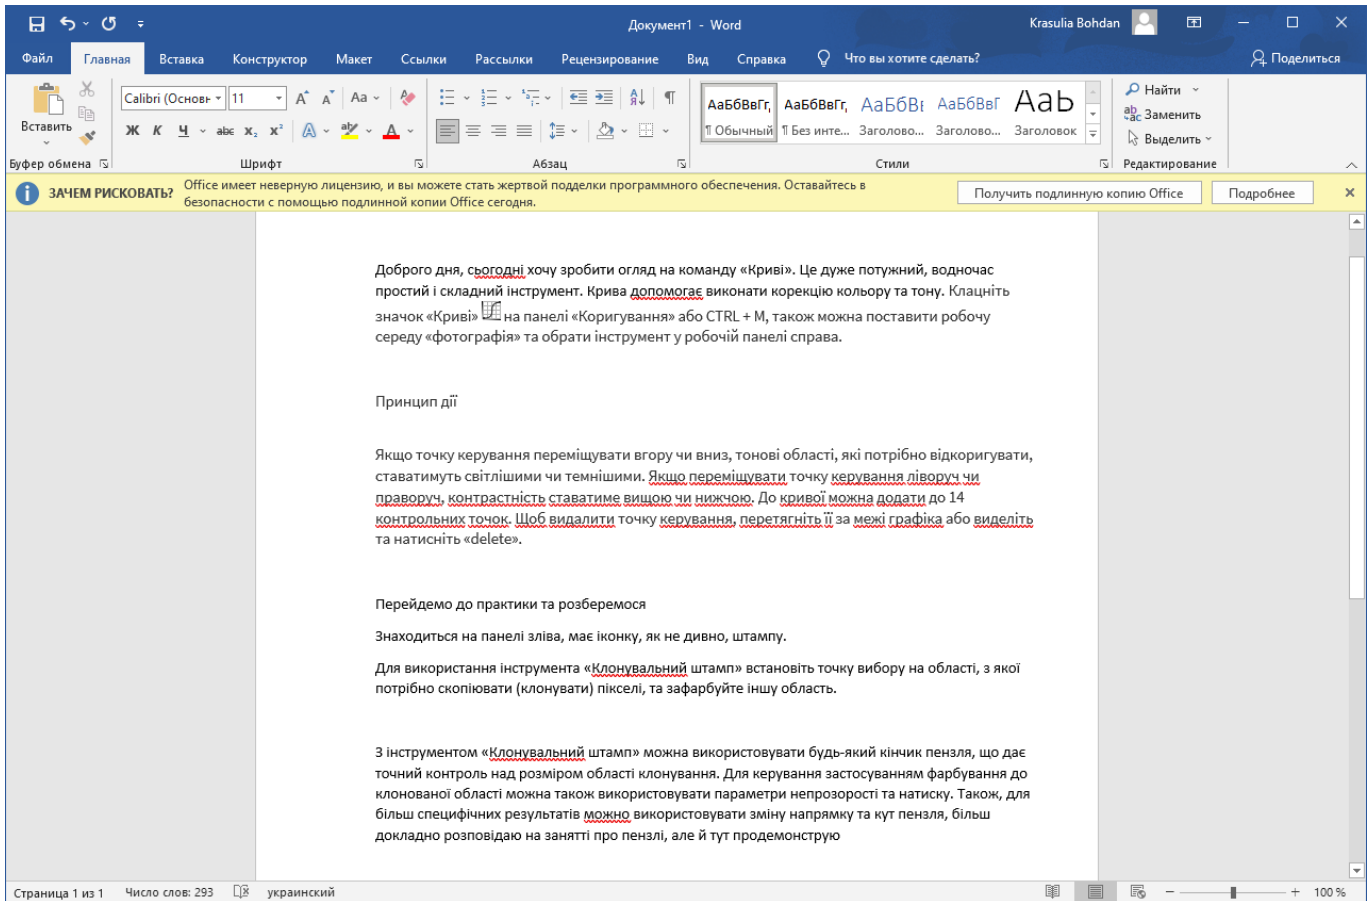 Документ1 - Word
Krasulia Bohdan
Файл Главная Вставка Конструктор Макет Ссылки Рассылки Рецензирование Вид Справка Что вы хотите сделать? Поделиться
Вставить
Calibri (Основн 11 Aa
Ж К Ч abc x₂ x²
АаБбВвГг, АаБбВвГг, АаБбВв АаБбВвГ АаЬ
¶ Обычный ¶ Без инте... Заголово... Заголово... Заголовок
Найти
Заменить
Выделить
Буфер обмена Шрифт Абзац Стили Редактирование
ЗАЧЕМ РИСКОВАТЬ? Office имеет неверную лицензию, и вы можете стать жертвой подделки программного обеспечения. Оставайтесь в
безопасности с помощью подлинной копии Office сегодня.
Получить подлинную копию Office Подробнее
Доброго дня, сьогодні хочу зробити огляд на команду «Криві». Це дуже потужний, водночас
простий і складний інструмент. Крива допомогає виконати корекцію кольору та тону. Клацніть
значок «Криві» на панелі «Коригування» або CTRL + M, також можна поставити робочу
середу «фотографія» та обрати інструмент у робочій панелі справа.
Принцип дії
Якщо точку керування переміщувати вгору чи вниз, тонові області, які потрібно відкоригувати,
ставатимуть світлішими чи темнішими. Якщо переміщувати точку керування ліворуч чи
праворуч, контрастність ставатиме вищою чи нижчою. До кривої можна додати до 14
контрольних точок. Щоб видалити точку керування, перетягніть її за межі графіка або виделіть
та натисніть «delete».
Перейдемо до практики та розберемося
Знаходиться на панелі зліва, має іконку, як не дивно, штампу.
Для використання інструмента «Клонувальний штамп» встановіть точку вибору на області, з якої
потрібно скопіювати (клонувати) пікселі, та зафарбуйте іншу область.
З інструментом «Клонувальний штамп» можна використовувати будь-який кінчик пензля, що дає
точний контроль над розміром області клонування. Для керування застосуванням фарбування до
клонованої області можна також використовувати параметри непрозорості та натиску. Також, для
більш специфічних результатів можно використовувати зміну напрямку та кут пензля, більш
докладно розповідаю на занятті про пензлі, але й тут продемонструю
Страница 1 из 1 Число слов: 293 украинский 100 %